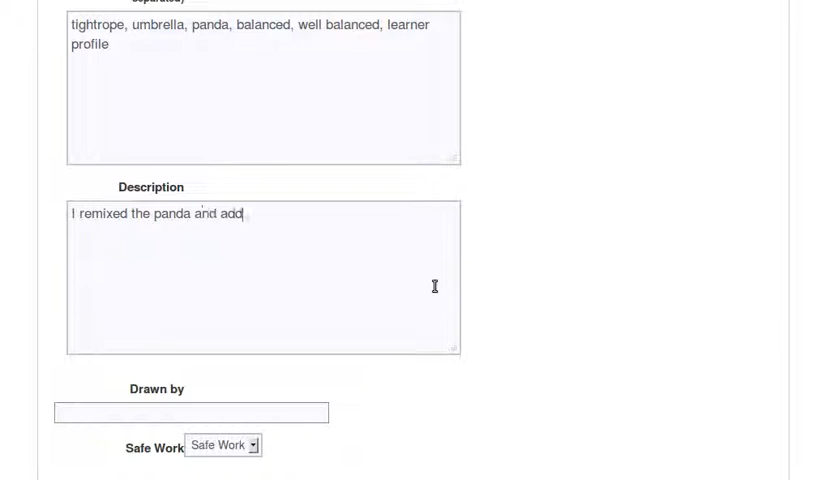 separated)
tightrope, umbrella, panda, balanced, well balanced, learner
profile
Description
I remixed the panda and add
Drawn by
Safe Work
Safe Work